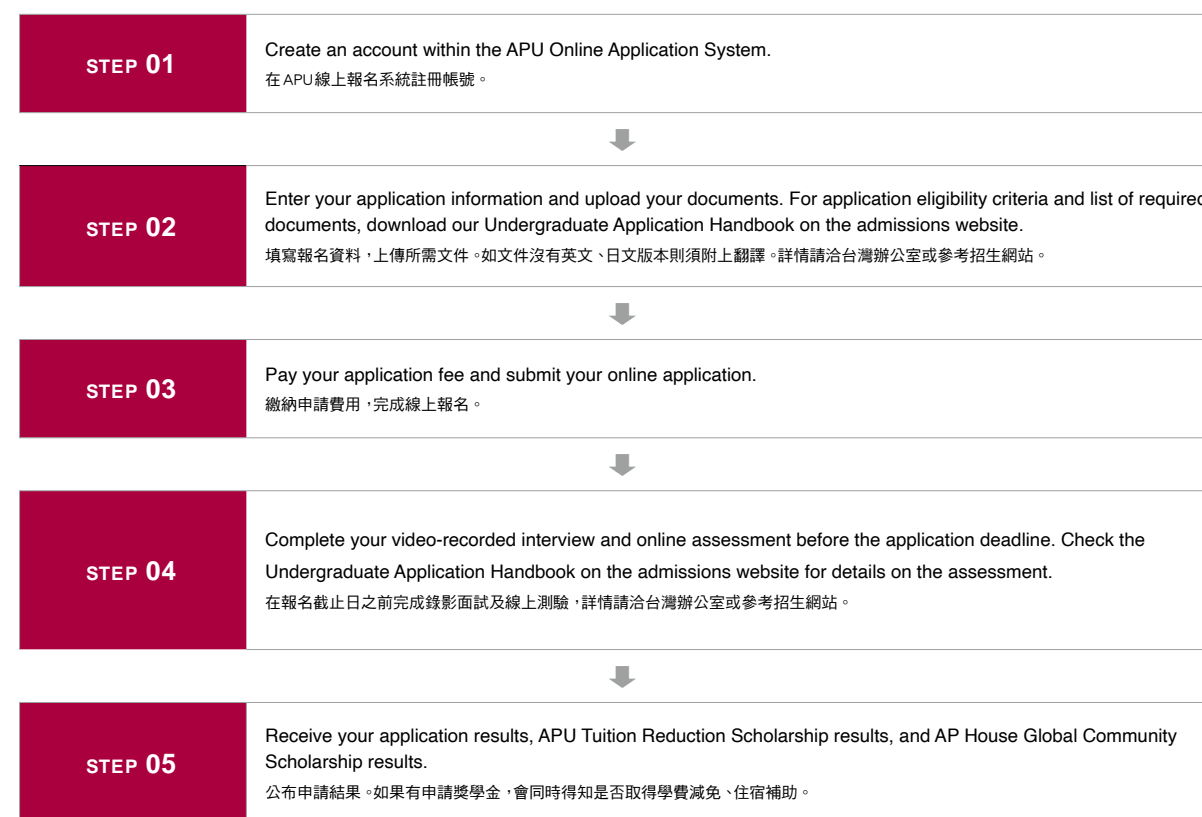 STEP 01
Create an account within the APU Online Application System.
在APU線上報名系統註冊帳號。
STEP 02
Enter your application information and upload your documents. For application eligibility criteria and list of required
documents, download our Undergraduate Application Handbook on the admissions website.
填寫報名資料，上傳所需文件。如文件沒有英文、日文版本則須附上翻譯。詳情請洽台灣辦公室或參考招生網站。
STEP 03
Pay your application fee and submit your online application.
繳納申請費用，完成線上報名。
STEP 04
Complete your video-recorded interview and online assessment before the application deadline. Check the
Undergraduate Application Handbook on the admissions website for details on the assessment.
在報名截止日之前完成錄影面試及線上測驗，詳情請洽台灣辦公室或參考招生網站。
STEP 05
Receive your application results, APU Tuition Reduction Scholarship results, and AP House Global Community
Scholarship results.
公布申請結果。如果有申請獎學金，會同時得知是否取得學費減免、住宿補助。